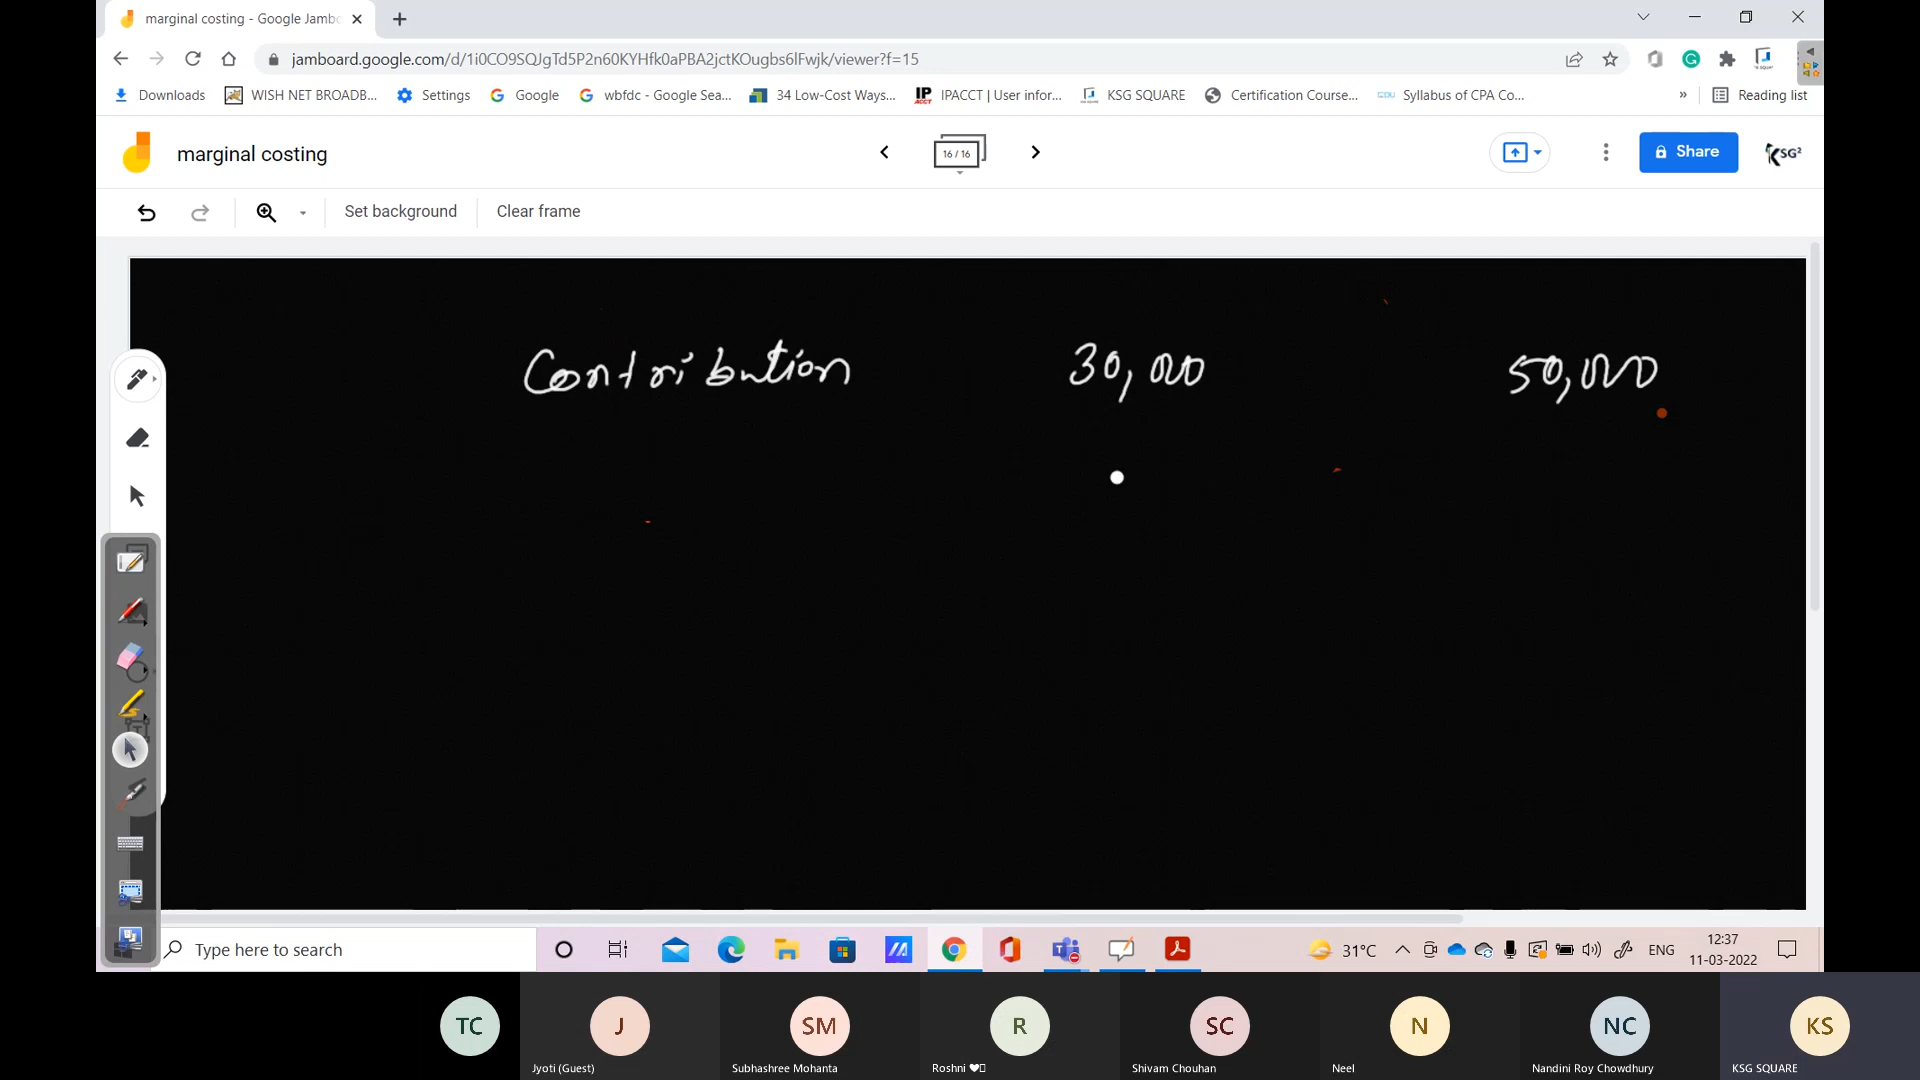 marginal costing - Google Jambo
jamboard.google.com/d/1i0CO9SQJgTd5P2n60KYHfk0aPBA2jctKOugbs6lFwjk/viewer?f=15
Downloads WISH NET BROADB... Settings Google wbfdc - Google Sea... 34 Low-Cost Ways... IPACCT | User infor... KSG SQUARE Certification Course... Syllabus of CPA Co... » Reading list
marginal costing 16 / 16 Share KSG²
Set background Clear frame
Contribution 30,000 50,000
Type here to search 31°C ENG 12:37
11-03-2022
TC J SM R SC N NC KS
Jyoti (Guest) Subhashree Mohanta Roshni ❤ Shivam Chouhan Neel Nandini Roy Chowdhury KSG SQUARE